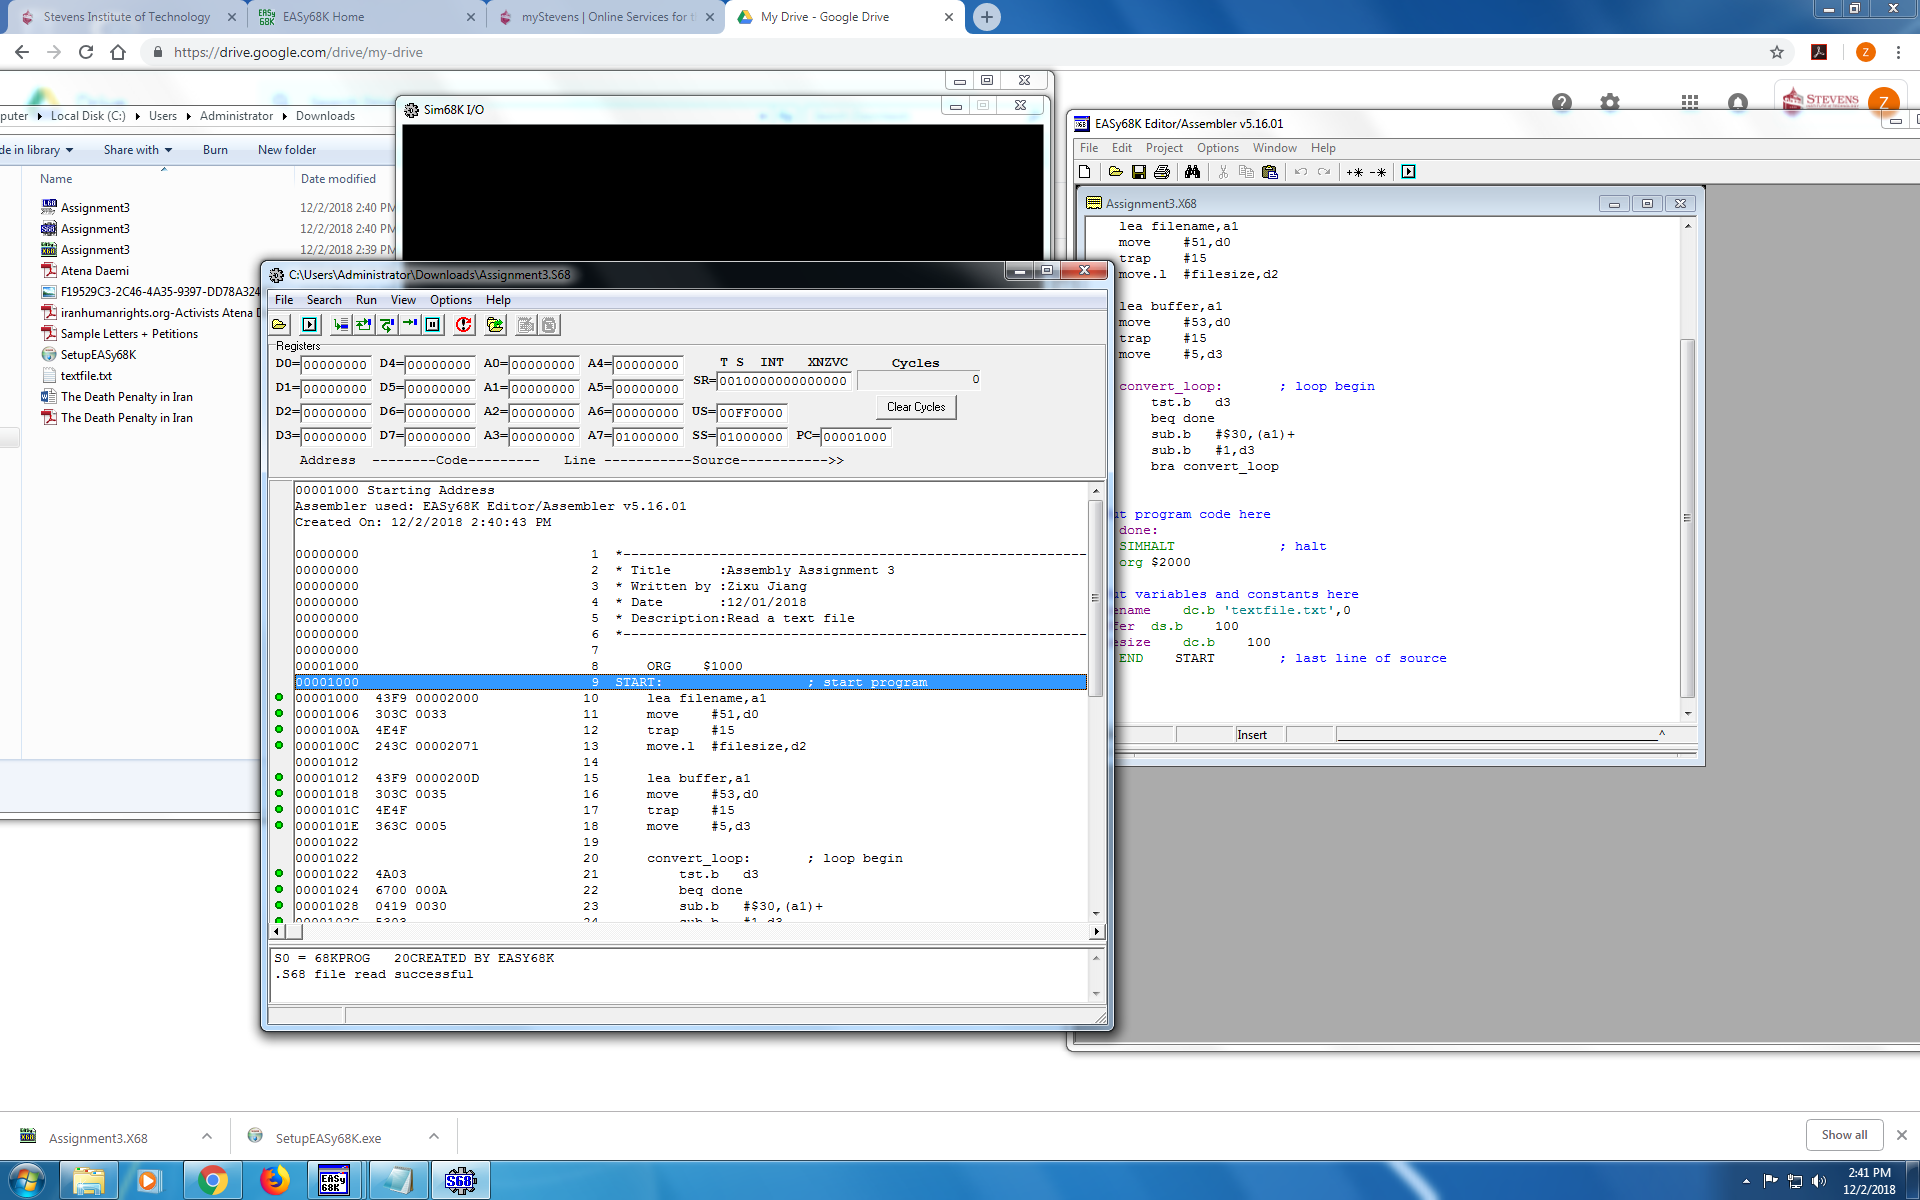 Stevens Institute of Technology
EASy68K Home
myStevens | Online Services for
My Drive - Google Drive
https://drive.google.com/drive/my-drive
Z
Local Disk (C:) Users Administrator Downloads
STEVENS
Z
Share with Burn New folder
Name Date modified
Assignment3 12/2/2018 2:40 PM
Assignment3 12/2/2018 2:40 PM
Assignment3 12/2/2018 2:39 PM
Atena Daemi
F19529C3-2C46-4A35-9397-DD78A324
iranhumanrights.org-Activists Atena
Sample Letters + Petitions
SetupEASy68K
textfile.txt
The Death Penalty in Iran
The Death Penalty in Iran
Sim68K I/O
C:\Users\Administrator\Downloads\Assignment3.S68
File Search Run View Options Help
Registers
D0= 00000000 D4= 00000000 A0= 00000000 A4= 00000000 T S INT XNZVC Cycles
SR= 0010000000000000 0
D1= 00000000 D5= 00000000 A1= 00000000 A5= 00000000
D2= 00000000 D6= 00000000 A2= 00000000 A6= 00000000 US= 00FF0000 Clear Cycles
D3= 00000000 D7= 00000000 A3= 00000000 A7= 01000000 SS= 01000000 PC= 00001000
Address --------Code--------- Line -----------Source----------->>
00001000 Starting Address
Assembler used: EASy68K Editor/Assembler v5.16.01
Created On: 12/2/2018 2:40:43 PM
00000000 1 *-----------------------------------------------------------
00000000 2 * Title :Assembly Assignment 3
00000000 3 * Written by :Zixu Jiang
00000000 4 * Date :12/01/2018
00000000 5 * Description:Read a text file
00000000 6 *-----------------------------------------------------------
00000000 7
00001000 8 ORG $1000
00001000 9 START: ; start program
00001000 43F9 00002000 10 lea filename,a1
00001006 303C 0033 11 move #51,d0
0000100A 4E4F 12 trap #15
0000100C 243C 00002071 13 move.l #filesize,d2
00001012 14
00001012 43F9 0000200D 15 lea buffer,a1
00001018 303C 0035 16 move #53,d0
0000101C 4E4F 17 trap #15
0000101E 363C 0005 18 move #5,d3
00001022 19
00001022 20 convert_loop: ; loop begin
00001022 4A03 21 tst.b d3
00001024 6700 000A 22 beq done
00001028 0419 0030 23 sub.b #$30,(a1)+
0000102C 5303 24 sub.b #1,d3
S0 = 68KPROG 20CREATED BY EASY68K
.S68 file read successful
EASy68K Editor/Assembler v5.16.01
File Edit Project Options Window Help
Assignment3.X68
lea filename,a1
move #51,d0
trap #15
move.l #filesize,d2
lea buffer,a1
move #53,d0
trap #15
move #5,d3
convert_loop: ; loop begin
tst.b d3
beq done
sub.b #$30,(a1)+
sub.b #1,d3
bra convert_loop
program code here
done:
SIMHALT ; halt
org $2000
variables and constants here
dc.b 'textfile.txt',0
ds.b 100
dc.b 100
END START ; last line of source
Insert
Assignment3.X68
SetupEASy68K.exe
Show all
2:41 PM
12/2/2018